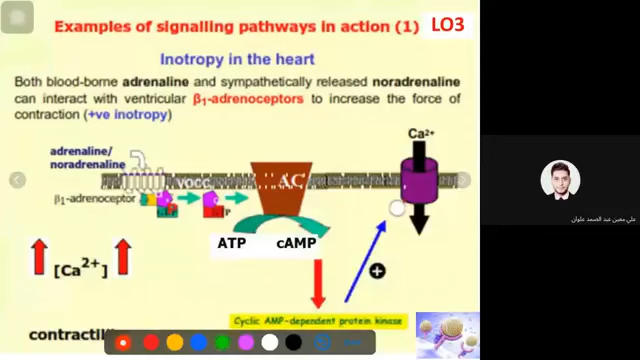 Examples of signalling pathways in action (1) LO3
Inotropy in the heart
Both blood-borne adrenaline and sympathetically released noradrenaline
can interact with ventricular β1-adrenoceptors to increase the force of
contraction (+ve inotropy)
Ca2+
adrenaline/
noradrenaline
VOCC
AC
β1-adrenoceptor
ATP cAMP
[Ca2+]
+
Cyclic AMP-dependent protein kinase
علي معين عبد الصمد علوان